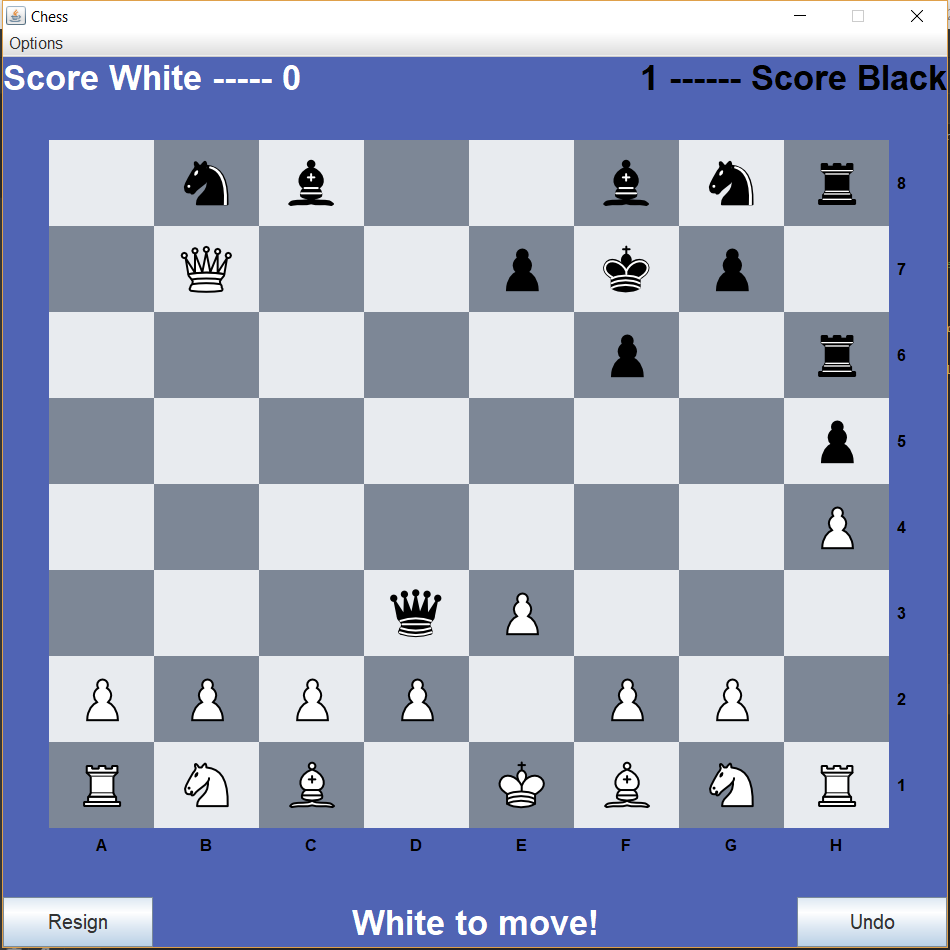 Chess
Options
Score White ----- 0
1 ------ Score Black
8
7
6
5
4
3
2
1
A B C D E F G H
Resign
White to move!
Undo